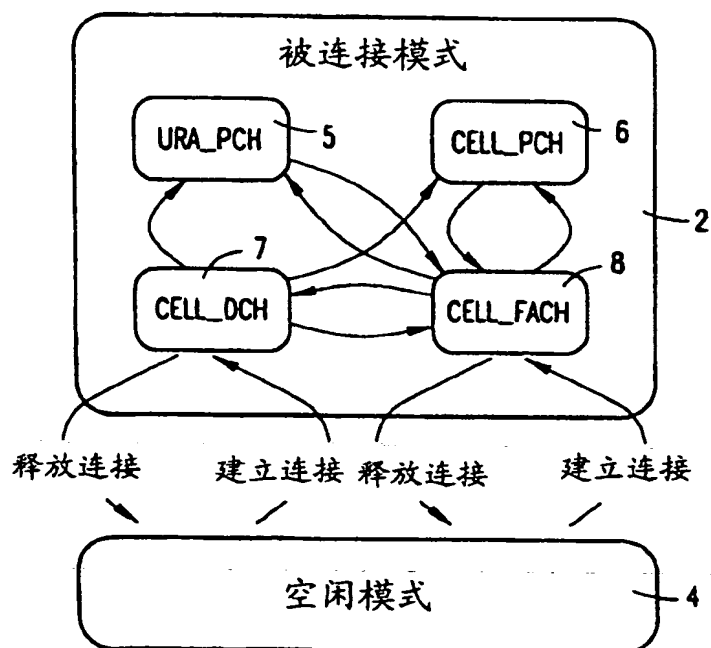 被连接模式
URA_PCH
5
CELL_PCH
6
2
7
8
CELL_DCH
CELL_FACH
释放连接
建立连接
释放连接
建立连接
空闲模式
4